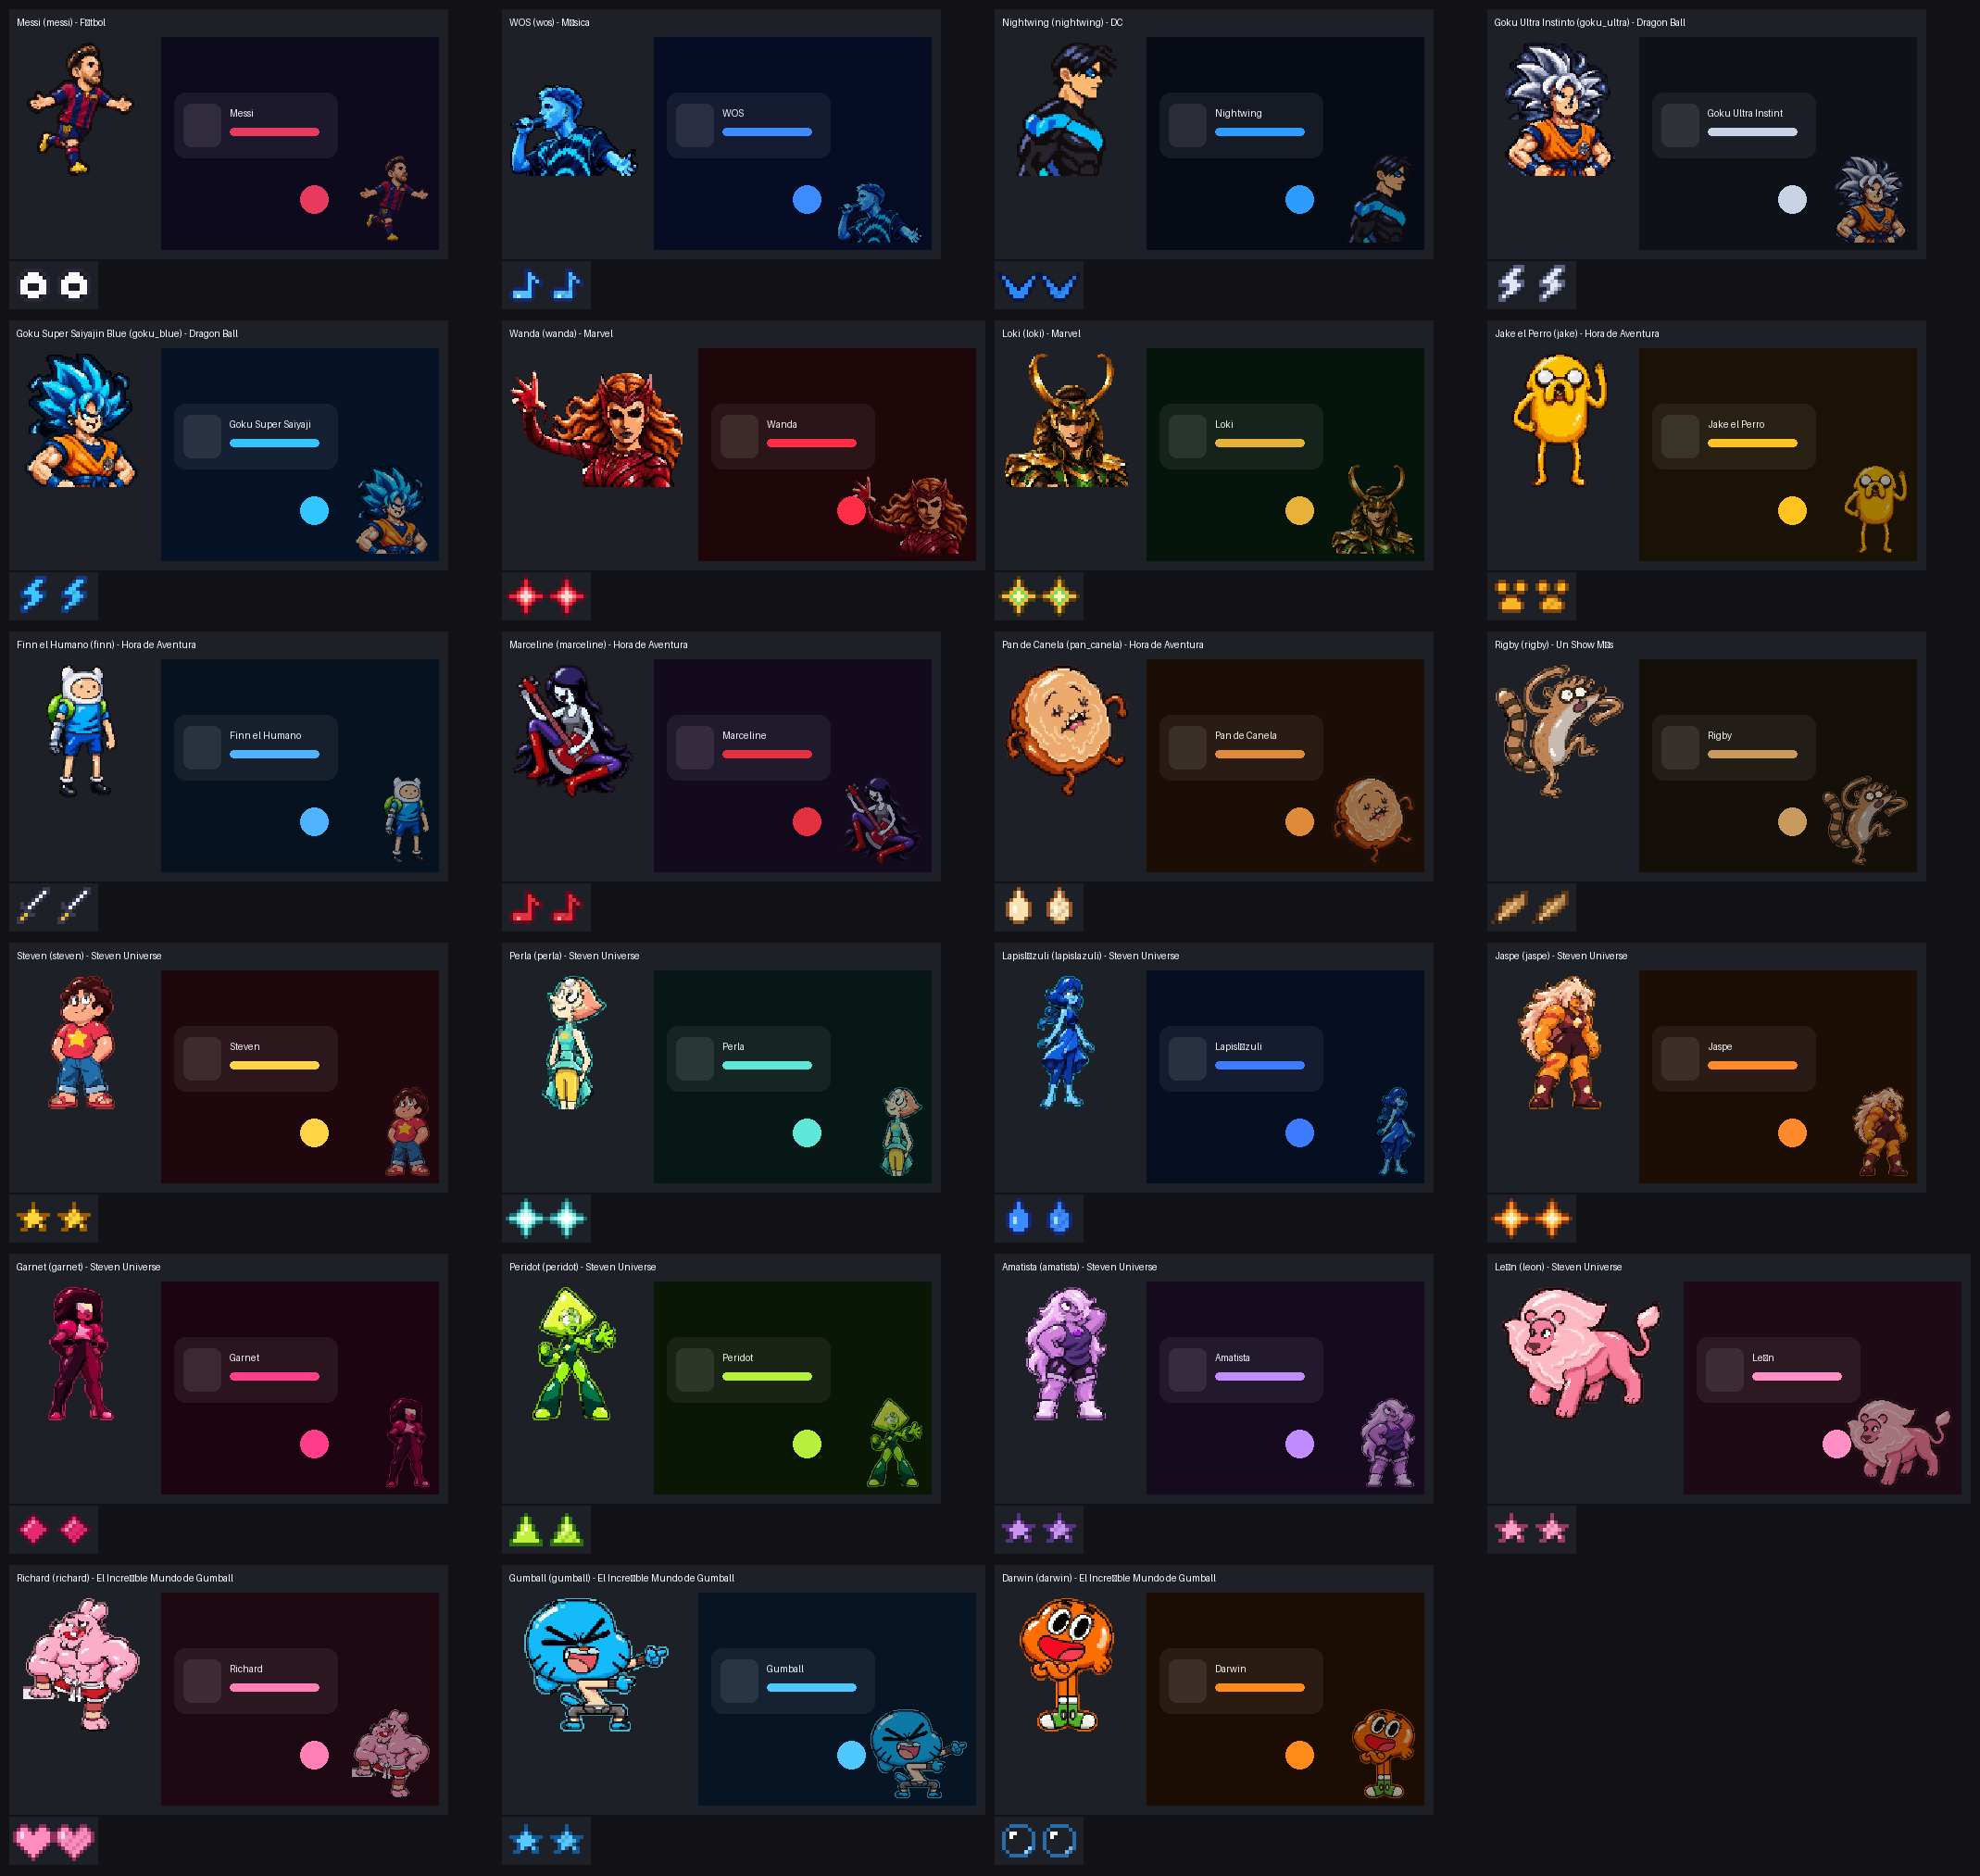 Messi (messi) - F□tbol
WOS (wos) - M□sica
Nightwing (nightwing) - DC
Goku Ultra Instinto (goku_ultra) - Dragon Ball
Messi
WOS
Nightwing
Goku Ultra Instint
Goku Super Saiyajin Blue (goku_blue) - Dragon Ball
Wanda (wanda) - Marvel
Loki (loki) - Marvel
Jake el Perro (jake) - Hora de Aventura
Goku Super Saiyaji
Wanda
Loki
Jake el Perro
Finn el Humano (finn) - Hora de Aventura
Marceline (marceline) - Hora de Aventura
Pan de Canela (pan_canela) - Hora de Aventura
Rigby (rigby) - Un Show M□s
Finn el Humano
Marceline
Pan de Canela
Rigby
Steven (steven) - Steven Universe
Perla (perla) - Steven Universe
Lapisl□zuli (lapislazuli) - Steven Universe
Jaspe (jaspe) - Steven Universe
Steven
Perla
Lapisl□zuli
Jaspe
Garnet (garnet) - Steven Universe
Peridot (peridot) - Steven Universe
Amatista (amatista) - Steven Universe
Le□n (leon) - Steven Universe
Garnet
Peridot
Amatista
Le□n
Richard (richard) - El Incre□ble Mundo de Gumball
Gumball (gumball) - El Incre□ble Mundo de Gumball
Darwin (darwin) - El Incre□ble Mundo de Gumball
Richard
Gumball
Darwin